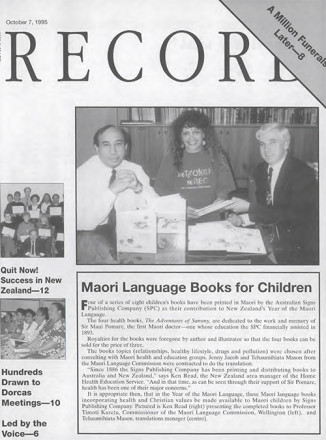 October 7, 1995
A Million Funerals
Later—8
RECORD
Quit Now!
Success in New
Zealand—12
Hundreds
Drawn to
Dorcas
Meetings—10
Led by the
Voice—6
Maori Language Books for Children
Four of a series of eight children's books have been printed in Maori by the Australian Signs
Publishing Company (SPC) as their contribution to New Zealand's Year of the Maori
Language.
The four health books, The Adventures of Sammy, are dedicated to the work and memory of
Sir Maui Pomare, the first Maori doctor—one whose education the SPC financially assisted in
1893.
Royalties for the books were foregone by author and illustrator so that the four books can be
sold for the price of three.
The books topics (relationships, healthy lifestyle, drugs and pollution) were chosen after
consulting with Maori health and education groups. Jenny Jacob and Tehaumihiata Mason from
the Maori Language Commission were contracted to do the translation.
"Since 1886 the Signs Publishing Company has been printing and distributing books to
Australia and New Zealand," says Ken Read, the New Zealand area manager of the Home
Health Education Service. "And in that time, as can be seen through their support of Sir Pomare,
health has been one of their major concerns."
It is appropriate then, that in the Year of the Maori Language, three Maori language books
incorporating health and Christian values are made available to Maori children by Signs
Publishing Company. Pictured is Ken Read (right) presenting the completed books to Professor
Timoti Karetu, Commissioner of the Maori Language Commission, Wellington (left), and
Tehaumihiata Mason, translations manager (centre).